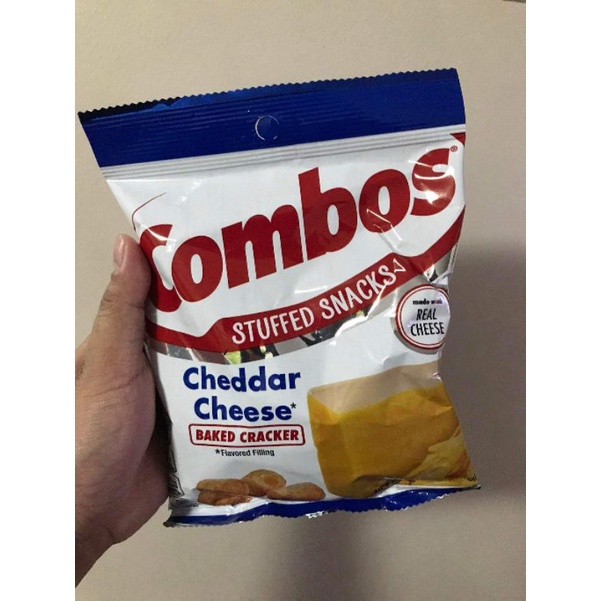 Combos®
STUFFED SNACKS
made with
REAL
CHEESE
Cheddar
Cheese*
BAKED CRACKER
*Flavored Filling